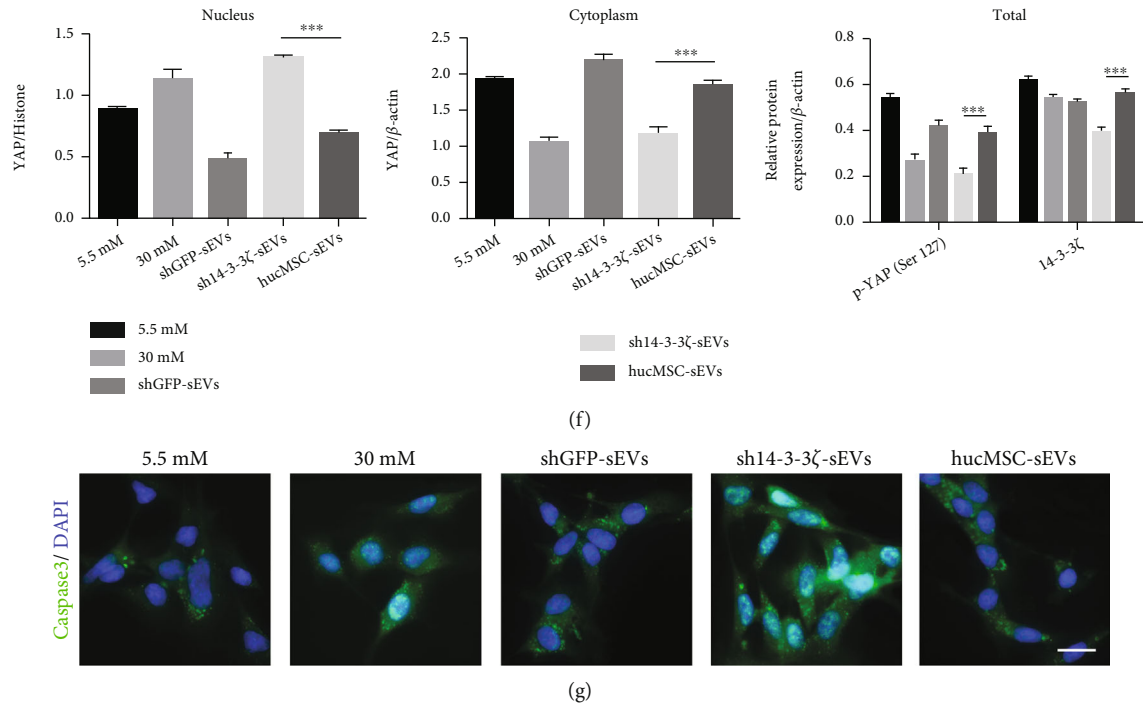 Nucleus
YAP/Histone
1.5
1.0
0.5
0.0
***
5.5 mM
30 mM
shGFP-sEVs
sh14-3-3ζ-sEVs
hucMSC-sEVs
Cytoplasm
YAP/β-actin
2.5
2.0
1.5
1.0
0.5
0.0
***
5.5 mM
30 mM
shGFP-sEVs
sh14-3-3ζ-sEVs
hucMSC-sEVs
Total
Relative protein
expression/β-actin
0.8
0.6
0.4
0.2
0.0
***
***
p-YAP (Ser 127)
14-3-3ζ
5.5 mM
30 mM
shGFP-sEVs
sh14-3-3ζ-sEVs
hucMSC-sEVs
(f)
5.5 mM
30 mM
shGFP-sEVs
sh14-3-3ζ-sEVs
hucMSC-sEVs
Caspase3/ DAPI
(g)